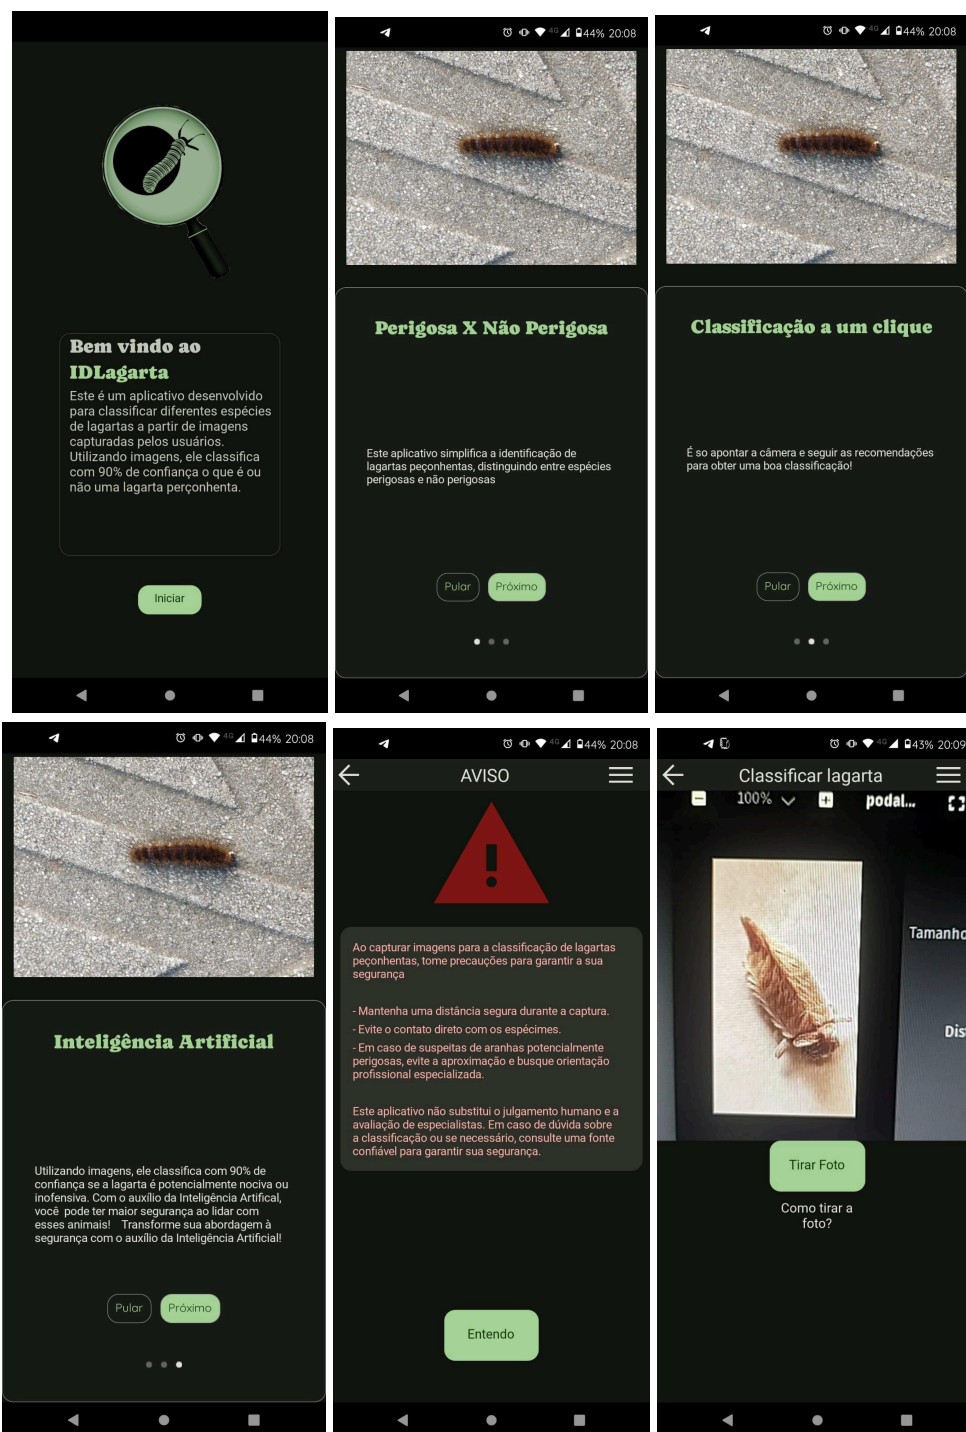 Bem vindo ao
IDLagarta
Este é um aplicativo desenvolvido
para classificar diferentes espécies
de lagartas a partir de imagens
capturadas pelos usuários.
Utilizando imagens, ele classifica
com 90% de confiança o que é ou
não uma lagarta perçonhenta.
Iniciar
4G 44% 20:08
Perigosa X Não Perigosa
Este aplicativo simplifica a identificação de
lagartas peçonhentas, distinguindo entre espécies
perigosas e não perigosas
Pular Próximo
4G 44% 20:08
Classificação a um clique
É so apontar a câmera e seguir as recomendações
para obter uma boa classificação!
Pular Próximo
4G 44% 20:08
Inteligência Artificial
Utilizando imagens, ele classifica com 90% de
confiança se a lagarta é potencialmente nociva ou
inofensiva. Com o auxílio da Inteligência Artifical,
você pode ter maior segurança ao lidar com
esses animais! Transforme sua abordagem à
segurança com o auxílio da Inteligência Artificial!
Pular Próximo
4G 44% 20:08
AVISO
Ao capturar imagens para a classificação de lagartas
peçonhentas, tome precauções para garantir a sua
segurança
- Mantenha uma distância segura durante a captura.
- Evite o contato direto com os espécimes.
- Em caso de suspeitas de aranhas potencialmente
perigosas, evite a aproximação e busque orientação
profissional especializada.
Este aplicativo não substitui o julgamento humano e a
avaliação de especialistas. Em caso de dúvida sobre
a classificação ou se necessário, consulte uma fonte
confiável para garantir sua segurança.
Entendo
4G 43% 20:09
Classificar lagarta
100% podal...
Tamanho
Dis
Tirar Foto
Como tirar a
foto?